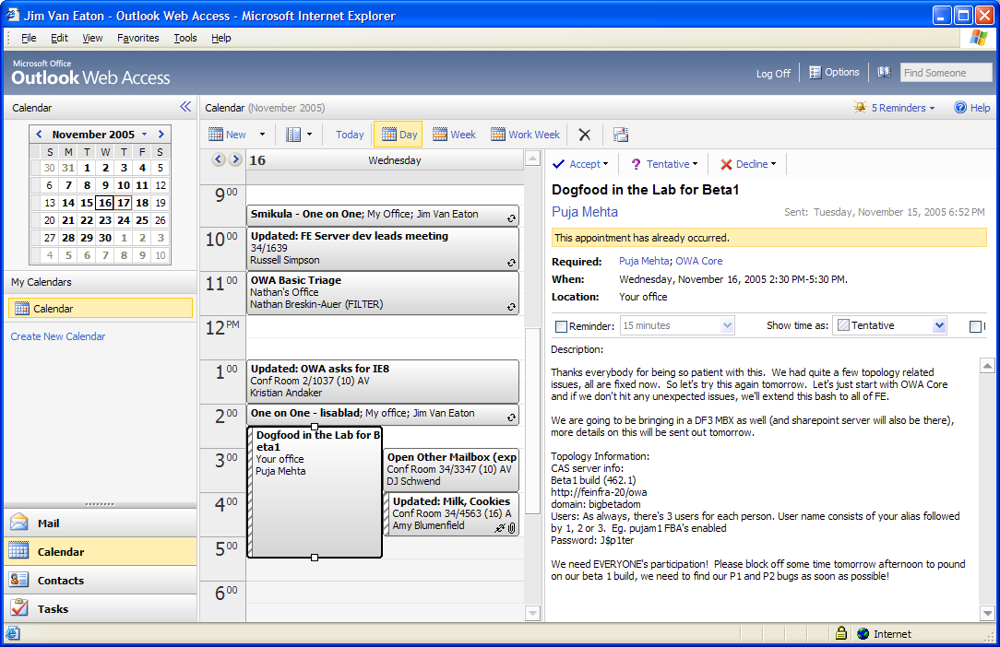 Jim Van Eaton - Outlook Web Access - Microsoft Internet Explorer
File Edit View Favorites Tools Help
Microsoft Office
Outlook Web Access
Log Off Options Find Someone
Calendar
November 2005
S M T W T F S
30 31 1 2 3 4 5
6 7 8 9 10 11 12
13 14 15 16 17 18 19
20 21 22 23 24 25 26
27 28 29 30 1 2 3
4 5 6 7 8 9 10
My Calendars
Calendar
Create New Calendar
Mail
Calendar
Contacts
Tasks
Calendar (November 2005)
5 Reminders Help
New Today Day Week Work Week
16 Wednesday
9 00
Smikula - One on One; My Office; Jim Van Eaton
10 00
Updated: FE Server dev leads meeting
34/1639
Russell Simpson
11 00
OWA Basic Triage
Nathan's Office
Nathan Breskin-Auer (FILTER)
12 PM
1 00
Updated: OWA asks for IE8
Conf Room 2/1037 (10) AV
Kristian Andaker
2 00
One on One - lisablad; My office; Jim Van Eaton
Dogfood in the Lab for B
eta1
Your office
Puja Mehta
3 00
Open Other Mailbox (exp
Conf Room 34/3347 (10) AV
DJ Schwend
4 00
Updated: Milk, Cookies
Conf Room 34/4563 (16) A
Amy Blumenfield
5 00
6 00
Accept ? Tentative Decline
Dogfood in the Lab for Beta1
Puja Mehta
Sent: Tuesday, November 15, 2005 6:52 PM
This appointment has already occurred.
Required: Puja Mehta; OWA Core
When: Wednesday, November 16, 2005 2:30 PM-5:30 PM.
Location: Your office
Reminder: 15 minutes Show time as: Tentative
Description:
Thanks everybody for being so patient with this. We had quite a few topology related
issues, all are fixed now. So let's try this again tomorrow. Let's just start with OWA Core
and if we don't hit any unexpected issues, we'll extend this bash to all of FE.
We are going to be bringing in a DF3 MBX as well (and sharepoint server will also be there),
more details on this will be sent out tomorrow.
Topology Information:
CAS server info:
Beta1 build (462.1)
http://feinfra-20/owa
domain: bigbetadom
Users: As always, there's 3 users for each person. User name consists of your alias followed
by 1, 2 or 3. Eg. pujam1 FBA's enabled
Password: J$p1ter
We need EVERYONE's participation! Please block off some time tomorrow afternoon to pound
on our beta 1 build, we need to find our P1 and P2 bugs as soon as possible!
Internet